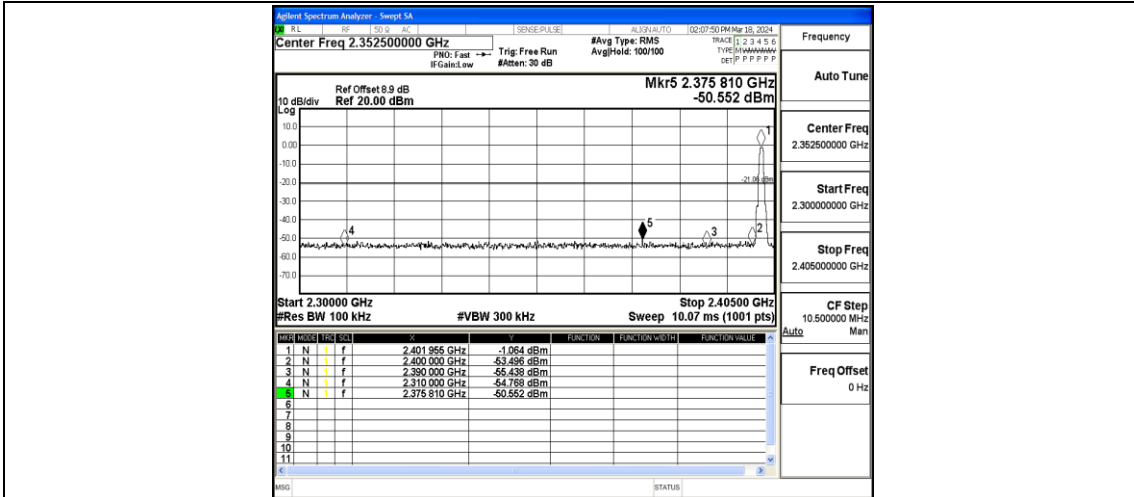 Agilent Spectrum Analyzer - Swept SA
RL RF 50 Ω AC SENSE:PULSE ALIGNAUTO 02:07:50 PM Mar 18, 2024
Center Freq 2.352500000 GHz
PNO: Fast
IFGain:Low
Trig: Free Run
#Atten: 30 dB
#Avg Type: RMS
Avg|Hold: 100/100
TRACE 1 2 3 4 5 6
TYPE M
DET P P P P P P
Mkr5 2.375 810 GHz
-50.552 dBm
Ref Offset 8.9 dB
Ref 20.00 dBm
10 dB/div
Log
10.0
0.00
-10.0
-20.0
-30.0
-40.0
-50.0
-60.0
-70.0
1
-21.06 dBm
4
5
3
2
Start 2.30000 GHz
Stop 2.40500 GHz
#Res BW 100 kHz
#VBW 300 kHz
Sweep 10.07 ms (1001 pts)
MKR MODE TRC SCL X Y FUNCTION FUNCTION WIDTH FUNCTION VALUE
1 N 1 f 2.401 955 GHz -1.064 dBm
2 N 1 f 2.400 000 GHz -53.496 dBm
3 N 1 f 2.390 000 GHz -55.438 dBm
4 N 1 f 2.310 000 GHz -54.768 dBm
5 N 1 f 2.375 810 GHz -50.552 dBm
6
7
8
9
10
11
MSG
STATUS
Frequency
Auto Tune
Center Freq
2.352500000 GHz
Start Freq
2.300000000 GHz
Stop Freq
2.405000000 GHz
CF Step
10.500000 MHz
Auto Man
Freq Offset
0 Hz